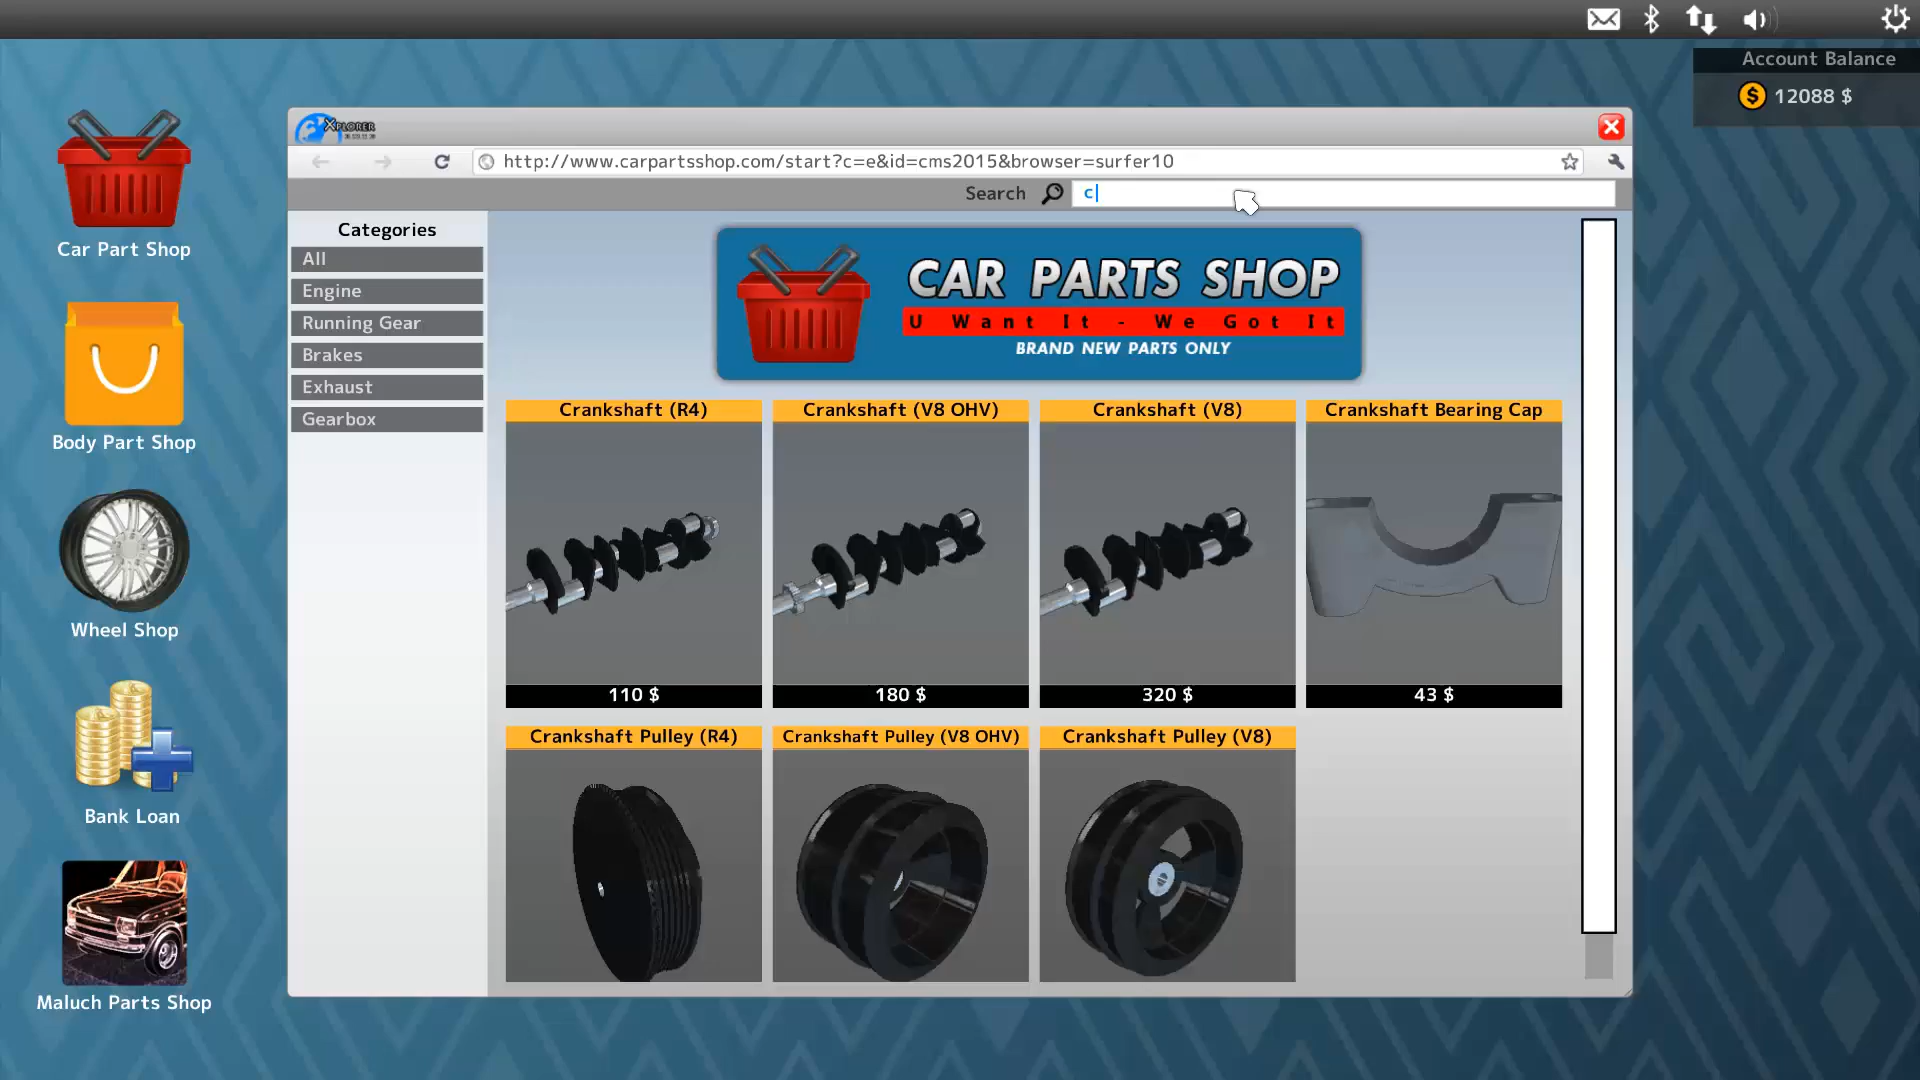 Account Balance
12088 $
XPLORER
http://www.carpartsshop.com/start?c=e&id=cms2015&browser=surfer10
Search
c
Categories
All
Engine
Running Gear
Brakes
Exhaust
Gearbox
CAR PARTS SHOP
U Want It - We Got It
BRAND NEW PARTS ONLY
Crankshaft (R4)
Crankshaft (V8 OHV)
Crankshaft (V8)
Crankshaft Bearing Cap
110 $
180 $
320 $
43 $
Crankshaft Pulley (R4)
Crankshaft Pulley (V8 OHV)
Crankshaft Pulley (V8)
Car Part Shop
Body Part Shop
Wheel Shop
Bank Loan
Maluch Parts Shop